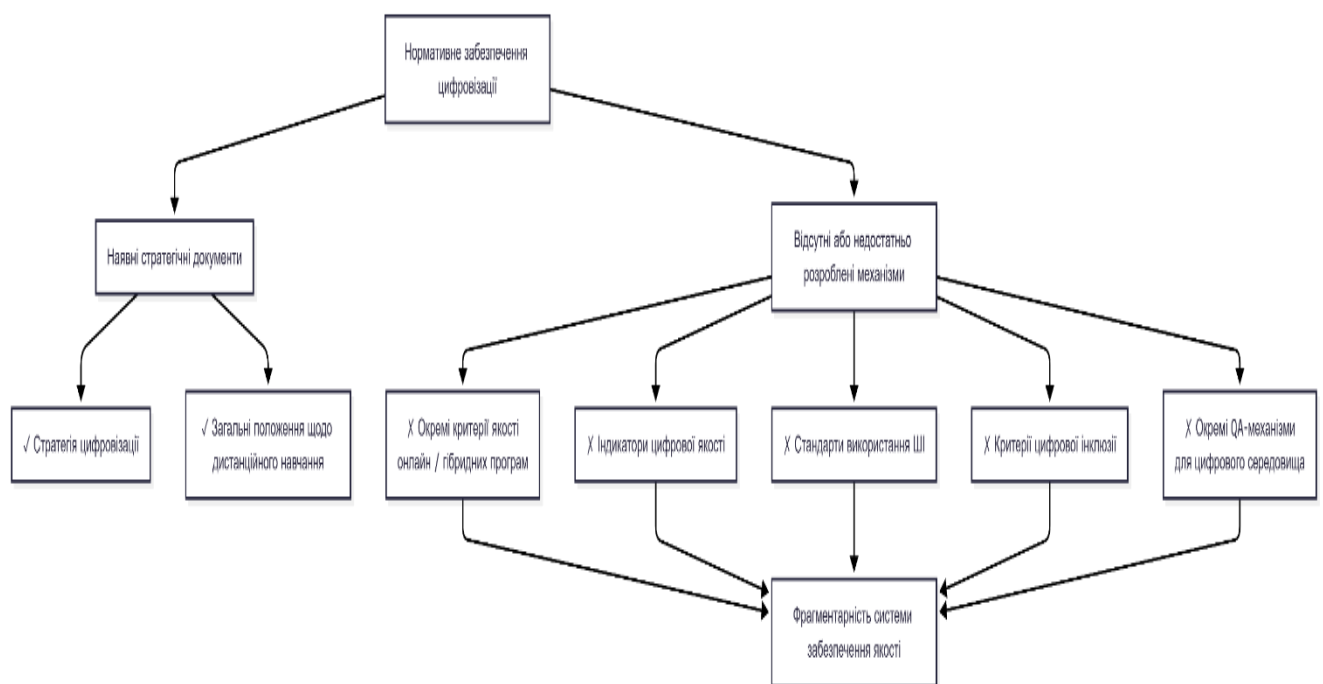 Нормативне забезпечення
цифровізації
Наявні стратегічні документи
Відсутні або недостатньо
розроблені механізми
✓ Стратегія цифровізації
✓ Загальні положення щодо
дистанційного навчання
✗ Окремі критерії якості
онлайн / гібридних програм
✗ Індикатори цифрової якості
✗ Стандарти використання ШІ
✗ Критерії цифрової інклюзії
✗ Окремі QA-механізми
для цифрового середовища
Фрагментарність системи
забезпечення якості